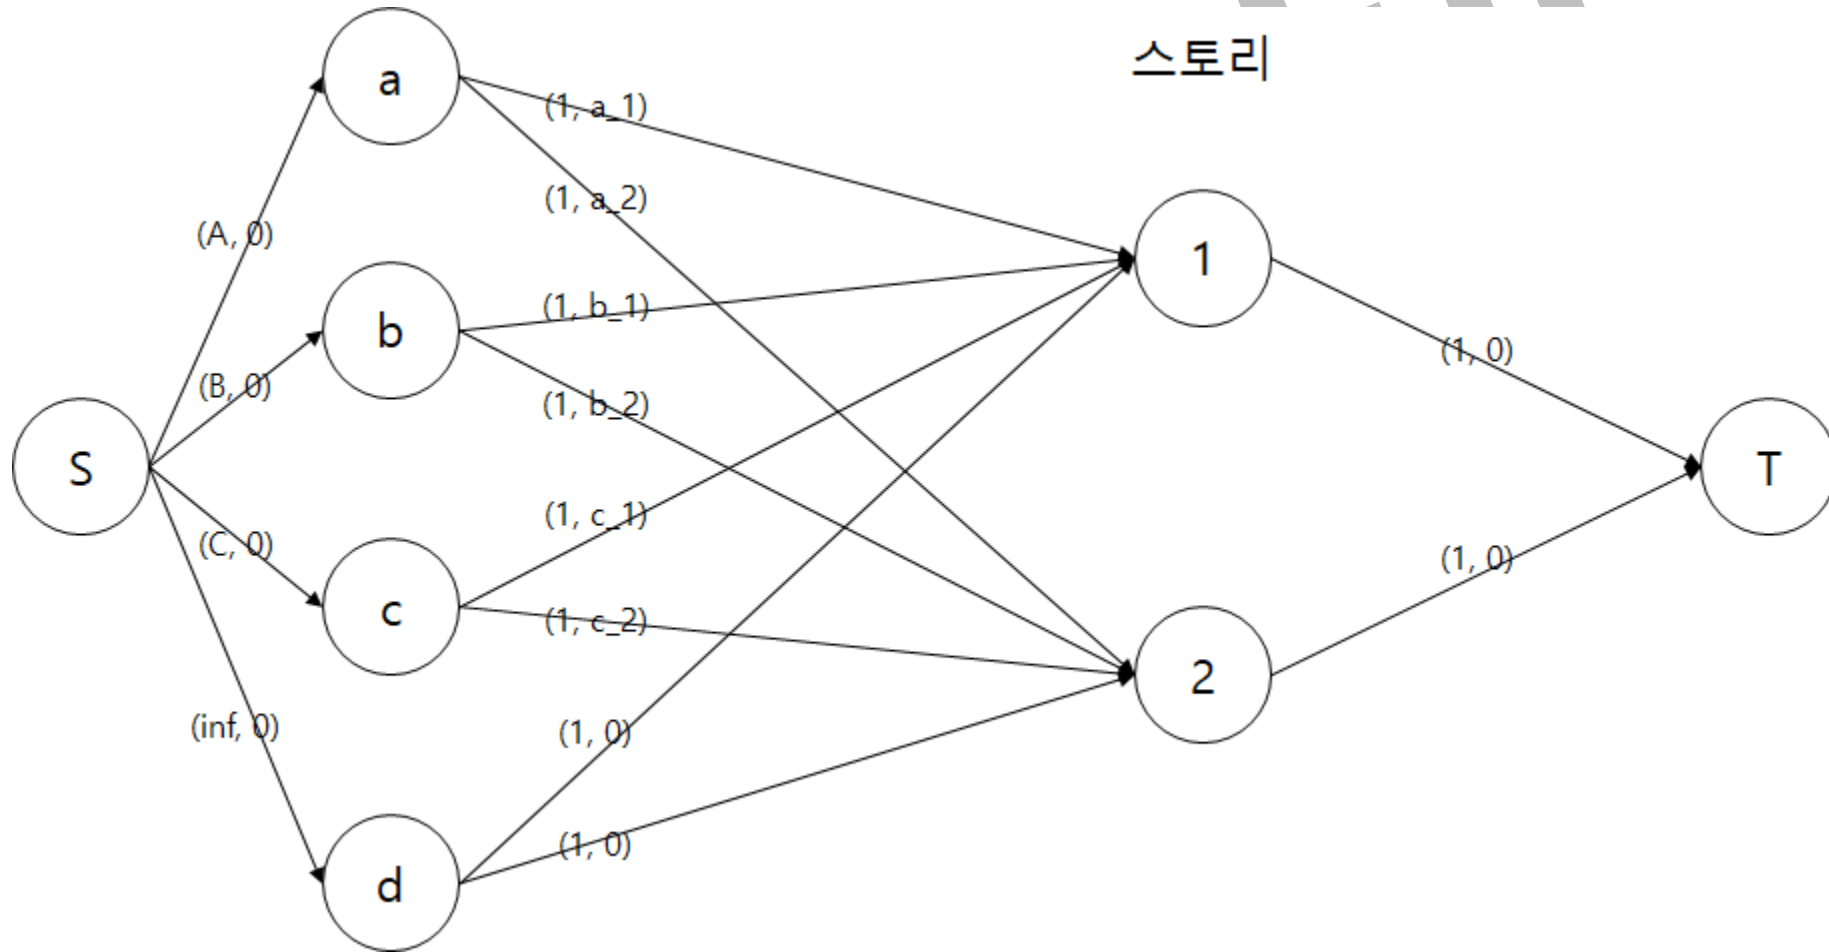 스토리
a
(1, a_1)
(1, a_2)
(A, 0)
1
b
(1, b_1)
(B, 0)
(1, b_2)
(1, 0)
S
T
(C, 0)
c
(1, c_1)
(1, c_2)
(1, 0)
2
(inf, 0)
(1, 0)
d
(1, 0)